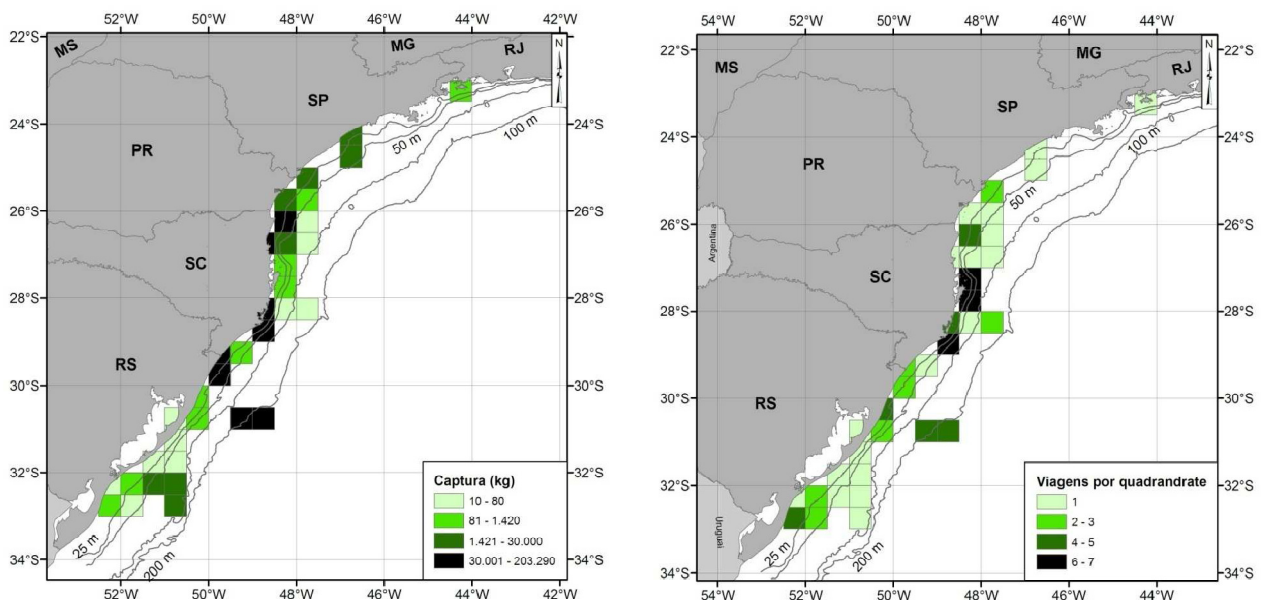 50°W 48°W 46°W 44°W 42°W
22°S
MS
MG
RJ
N
SP
24°S 24°S
50 m
100 m
PR
26°S 26°S
SC
28°S 28°S
RS
30°S 30°S
32°S 32°S
Captura (kg)
10 - 80
81 - 1.420
1.421 - 30.000
30.001 - 203.290
25 m
200 m
34°S 34°S
52°W 50°W 48°W 46°W 44°W 42°W
54°W 52°W 50°W 48°W 46°W 44°W
22°S 22°S
MS
MG
RJ
N
SP
24°S 24°S
100 m
PR
50 m
26°S 26°S
Argentina
SC
28°S 28°S
RS
30°S 30°S
32°S 32°S
Viagens por quadrandrate
1
2 - 3
4 - 5
6 - 7
Uruguai
25 m
200 m
34°S 34°S
54°W 52°W 50°W 48°W 46°W 44°W